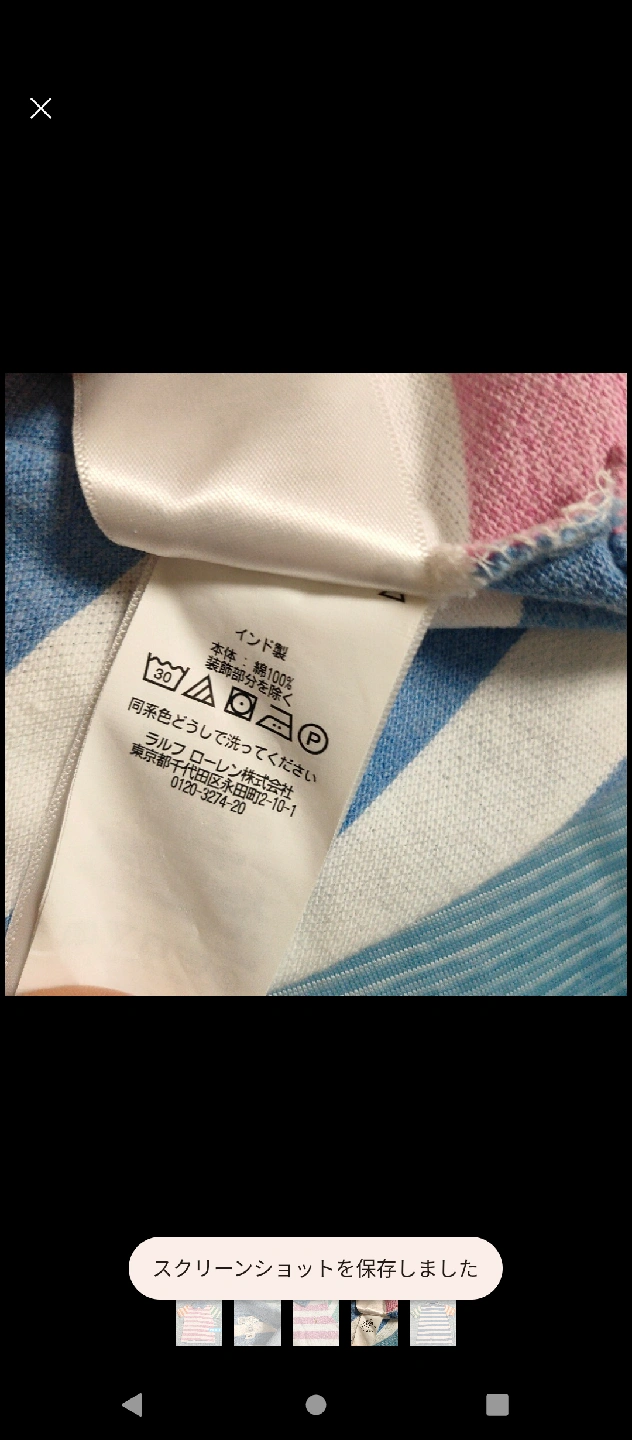 インド製
本体 : 綿100%
装飾部分を除く
30
P
同系色どうしで洗ってください
ラルフ ローレン株式会社
東京都千代田区永田町2-10-1
0120-3274-20
スクリーンショットを保存しました